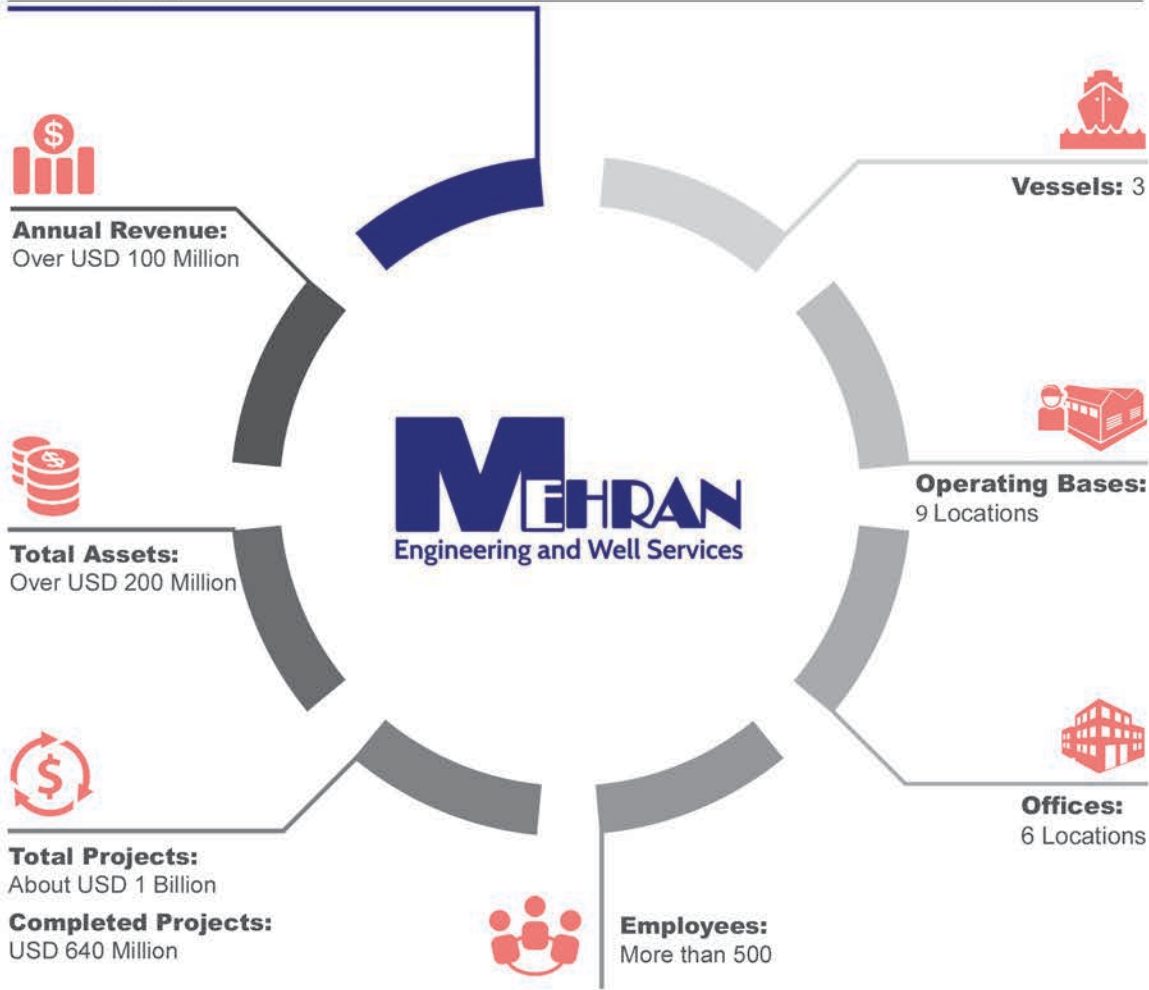 Vessels: 3
Annual Revenue:
Over USD 100 Million
MEHRAN
Engineering and Well Services
Operating Bases:
9 Locations
Total Assets:
Over USD 200 Million
Offices:
6 Locations
Total Projects:
About USD 1 Billion
Completed Projects:
USD 640 Million
Employees:
More than 500